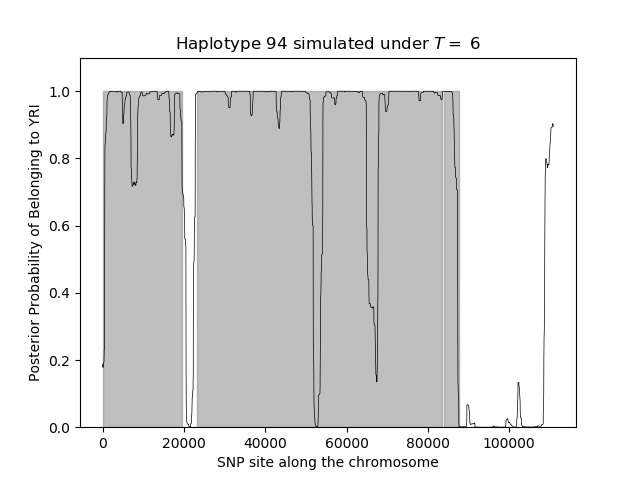 Haplotype 94 simulated under T = 6
Posterior Probability of Belonging to YRI
1.0
0.8
0.6
0.4
0.2
0.0
0 20000 40000 60000 80000 100000
SNP site along the chromosome